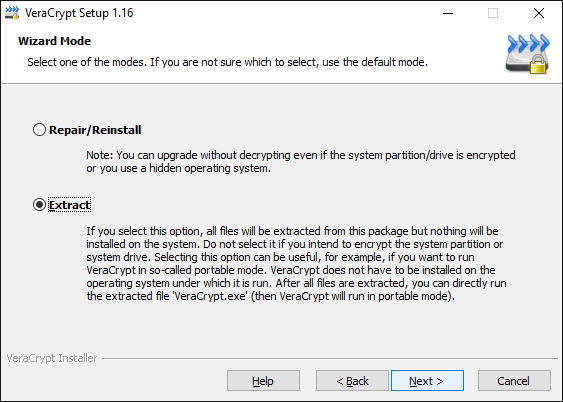 VeraCrypt Setup 1.16
Wizard Mode
Select one of the modes. If you are not sure which to select, use the default mode.
Repair/Reinstall
Note: You can upgrade without decrypting even if the system partition/drive is encrypted
or you use a hidden operating system.
Extract
If you select this option, all files will be extracted from this package but nothing will be
installed on the system. Do not select it if you intend to encrypt the system partition or
system drive. Selecting this option can be useful, for example, if you want to run
VeraCrypt in so-called portable mode. VeraCrypt does not have to be installed on the
operating system under which it is run. After all files are extracted, you can directly run
the extracted file 'VeraCrypt.exe' (then VeraCrypt will run in portable mode).
VeraCrypt Installer
Help
< Back
Next >
Cancel